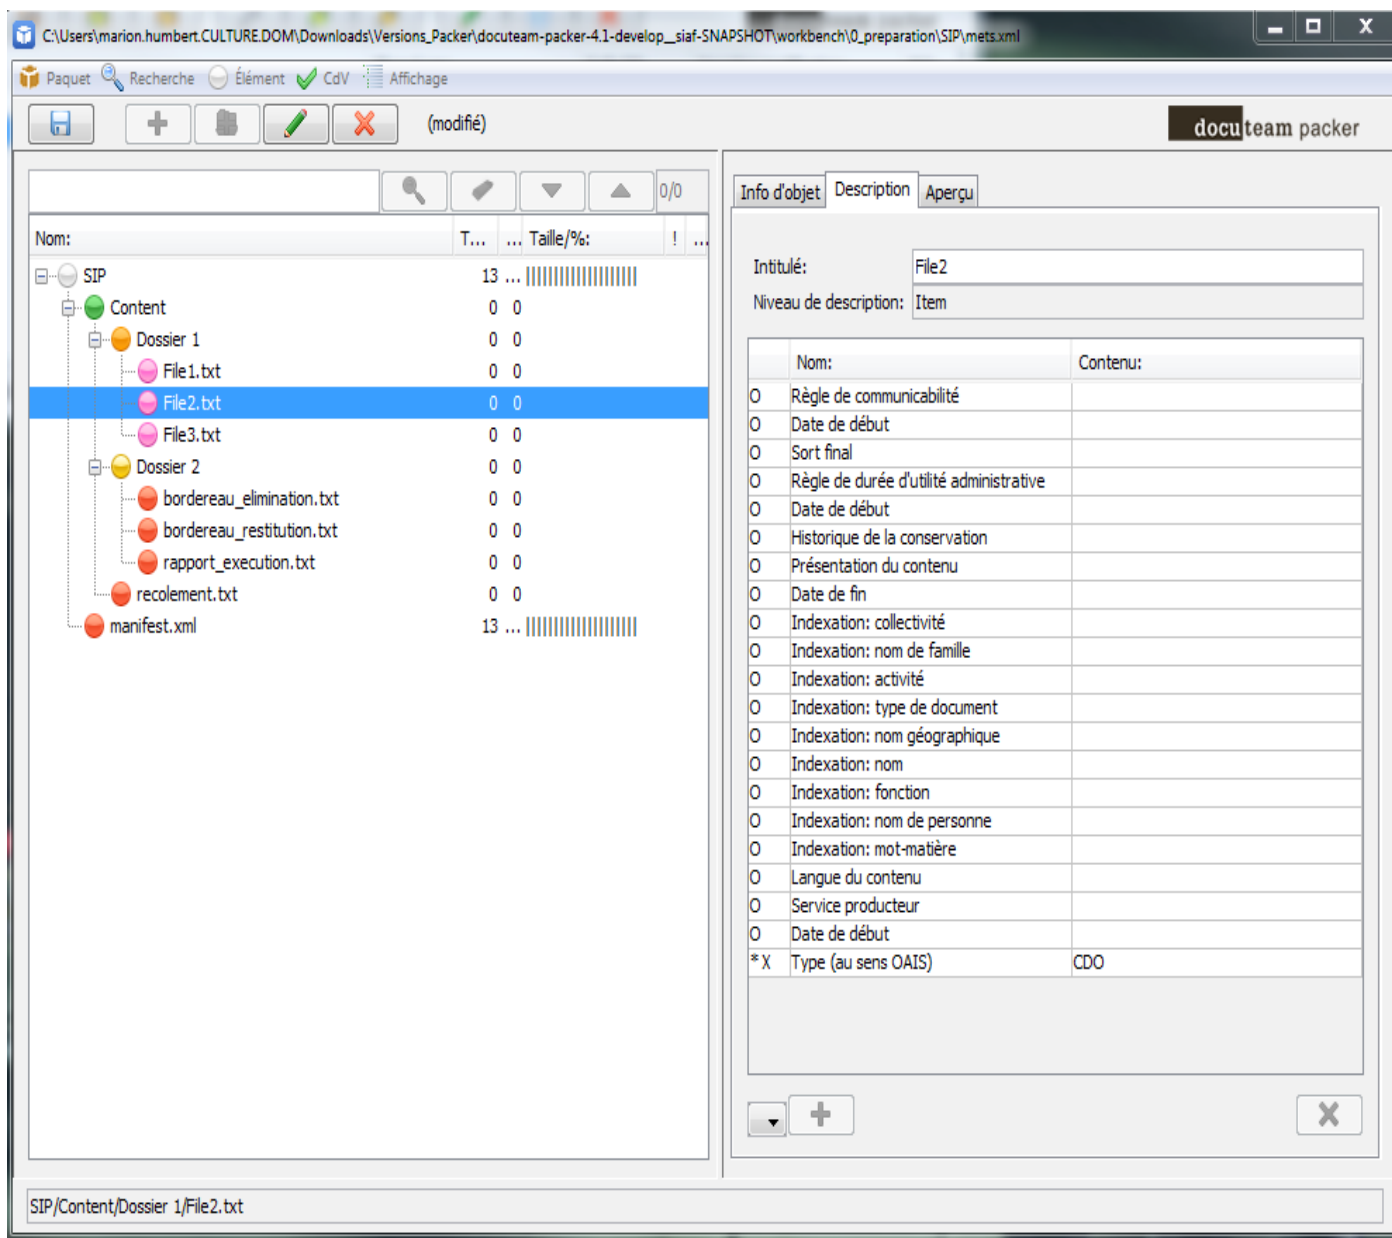 C:\Users\marion.humbert.CULTURE.DOM\Downloads\Versions_Packer\docuteam-packer-4.1-develop__siaf-SNAPSHOT\workbench\0_preparation\SIP\mets.xml
Paquet Recherche Élément CdV Affichage
(modifié)
docuteam packer
0/0
Nom: T... ... Taille/%: ! ...
SIP 13 ...
Content 0 0
Dossier 1 0 0
File1.txt 0 0
File2.txt 0 0
File3.txt 0 0
Dossier 2 0 0
bordereau_elimination.txt 0 0
bordereau_restitution.txt 0 0
rapport_execution.txt 0 0
recolement.txt 0 0
manifest.xml 13 ...
Info d'objet Description Aperçu
Intitulé: File2
Niveau de description: Item
Nom: Contenu:
O Règle de communicabilité
O Date de début
O Sort final
O Règle de durée d'utilité administrative
O Date de début
O Historique de la conservation
O Présentation du contenu
O Date de fin
O Indexation: collectivité
O Indexation: nom de famille
O Indexation: activité
O Indexation: type de document
O Indexation: nom géographique
O Indexation: nom
O Indexation: fonction
O Indexation: nom de personne
O Indexation: mot-matière
O Langue du contenu
O Service producteur
O Date de début
* X Type (au sens OAIS) CDO
SIP/Content/Dossier 1/File2.txt